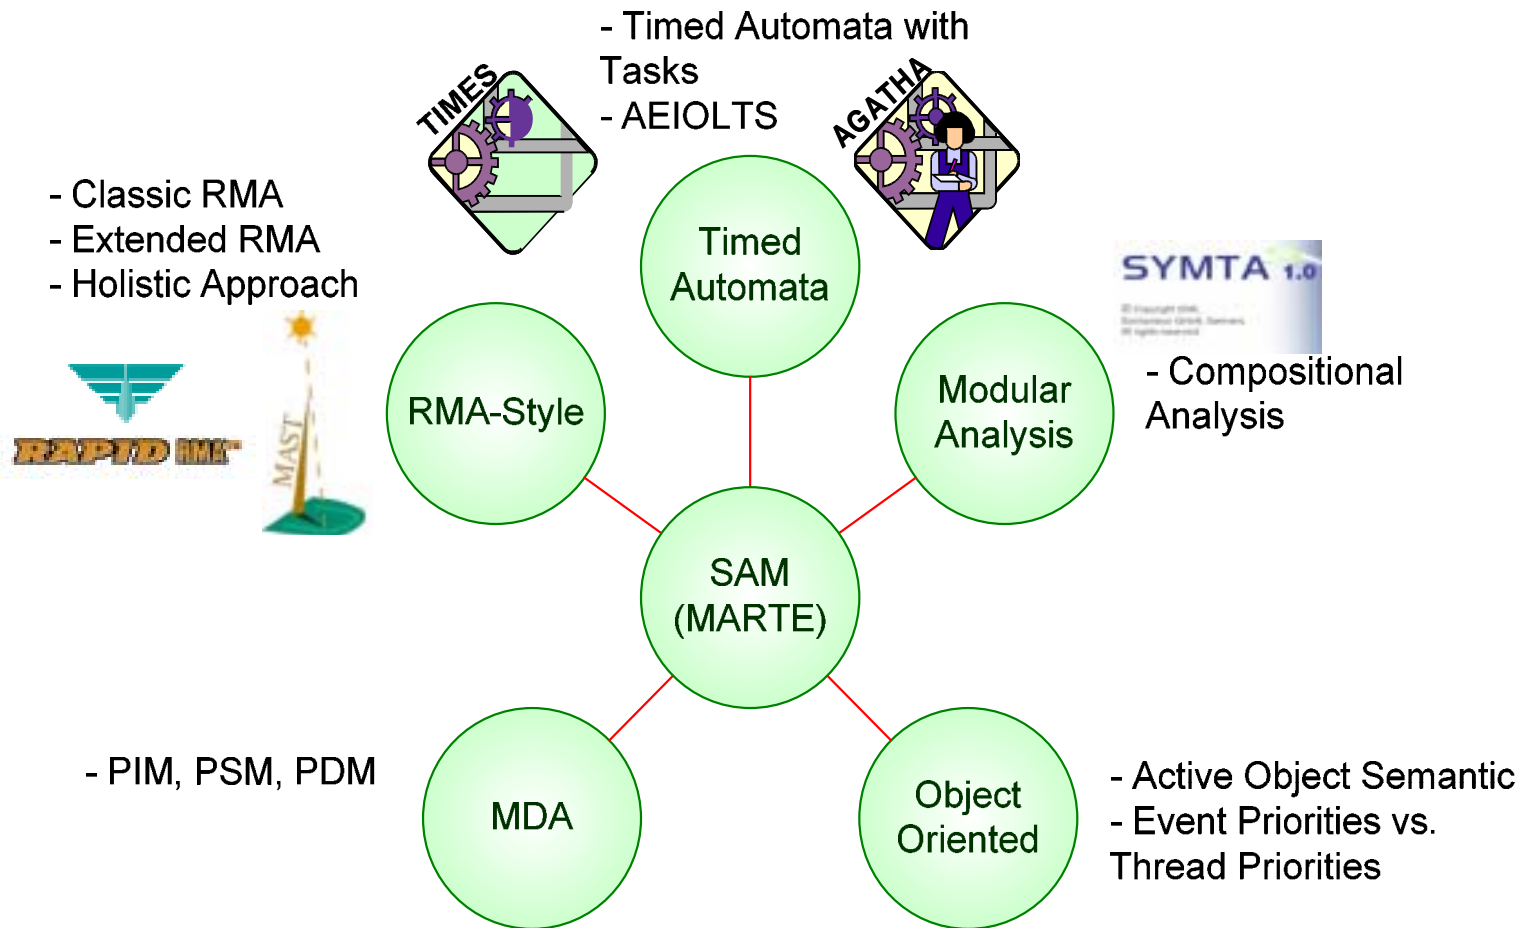 - Timed Automata with
Tasks
- AEIOLTS
TIMES
AGATHA
- Classic RMA
- Extended RMA
- Holistic Approach
Timed
Automata
SYMTA 1.0
RAPID RMA
MAST
RMA-Style
Modular
Analysis
- Compositional
Analysis
SAM
(MARTE)
- PIM, PSM, PDM
MDA
Object
Oriented
- Active Object Semantic
- Event Priorities vs.
Thread Priorities